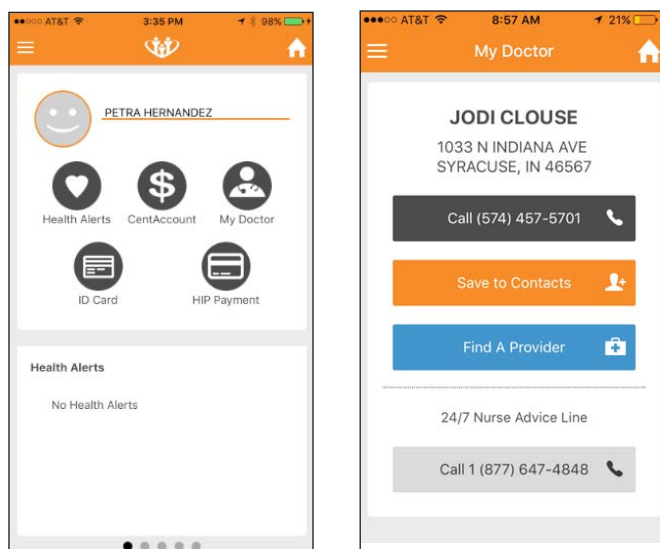 AT&T 3:35 PM 98%
PETRA HERNANDEZ
Health Alerts CentAccount My Doctor
ID Card HIP Payment
Health Alerts
No Health Alerts
AT&T 8:57 AM 21%
My Doctor
JODI CLOUSE
1033 N INDIANA AVE
SYRACUSE, IN 46567
Call (574) 457-5701
Save to Contacts
Find A Provider
24/7 Nurse Advice Line
Call 1 (877) 647-4848